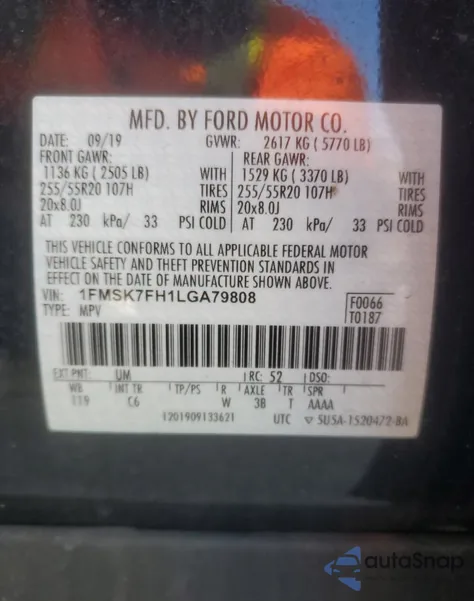 MFD. BY FORD MOTOR CO.
DATE: 09/19 GVWR: 2617 KG ( 5770 LB)
FRONT GAWR: REAR GAWR:
1136 KG ( 2505 LB) WITH 1529 KG ( 3370 LB) WITH
255/55R20 107H TIRES 255/55R20 107H TIRES
20x8.0J RIMS 20x8.0J RIMS
AT 230 kPa/ 33 PSI COLD AT 230 kPa/ 33 PSI COLD
THIS VEHICLE CONFORMS TO ALL APPLICABLE FEDERAL MOTOR
VEHICLE SAFETY AND THEFT PREVENTION STANDARDS IN
EFFECT ON THE DATE OF MANUFACTURE SHOWN ABOVE.
VIN: 1FMSK7FH1LGA79808 F0066
TYPE: MPV T0187
EXT PNT: UM RC: 52 DSO:
WB INT TR TP/PS R AXLE TR SPR
119 C6 W 38 T AAAA
1201909133621 UTC 5U5A-1520472-BA
autoSnap